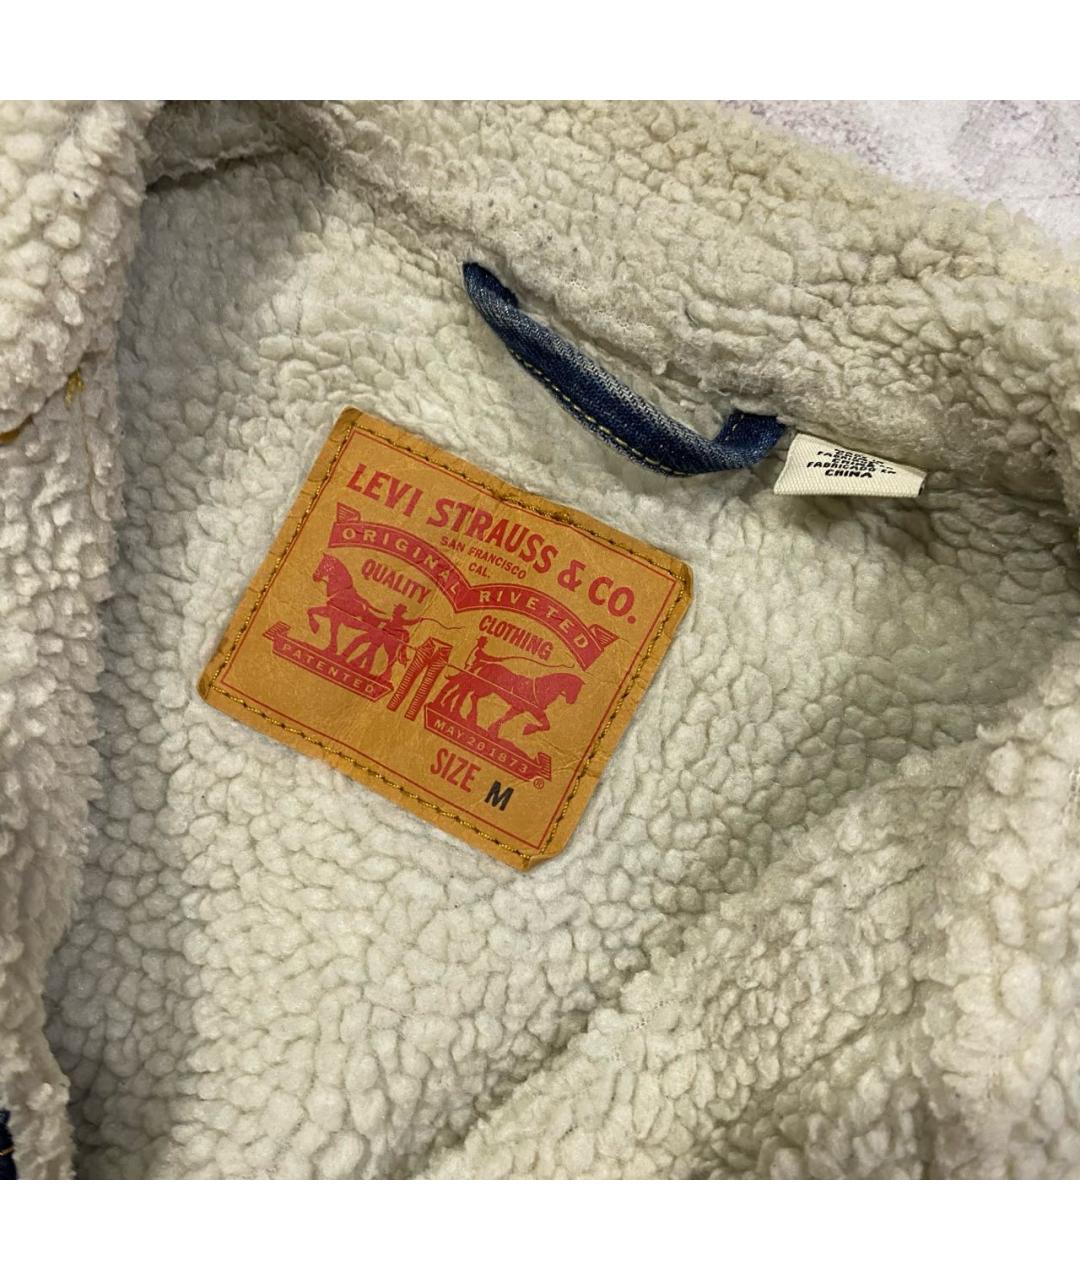 LEVI STRAUSS & CO.
SAN FRANCISCO
CAL.
ORIGINAL RIVETED
QUALITY CLOTHING
PATENTED MAY 20 1873
SIZE M
®
FABRICADO EN
CHINA